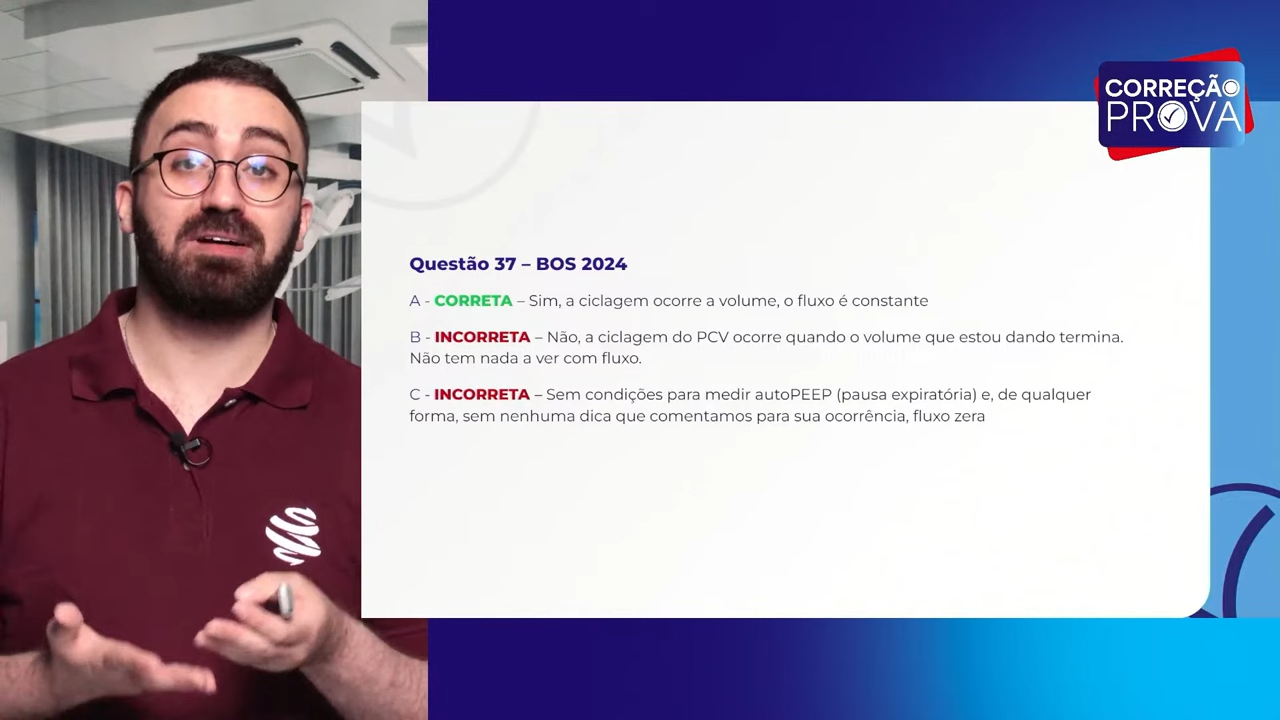 CORREÇÃO
PROVA
Questão 37 – BOS 2024
A - CORRETA – Sim, a ciclagem ocorre a volume, o fluxo é constante
B - INCORRETA – Não, a ciclagem do PCV ocorre quando o volume que estou dando termina.
Não tem nada a ver com fluxo.
C - INCORRETA – Sem condições para medir autoPEEP (pausa expiratória) e, de qualquer
forma, sem nenhuma dica que comentamos para sua ocorrência, fluxo zera